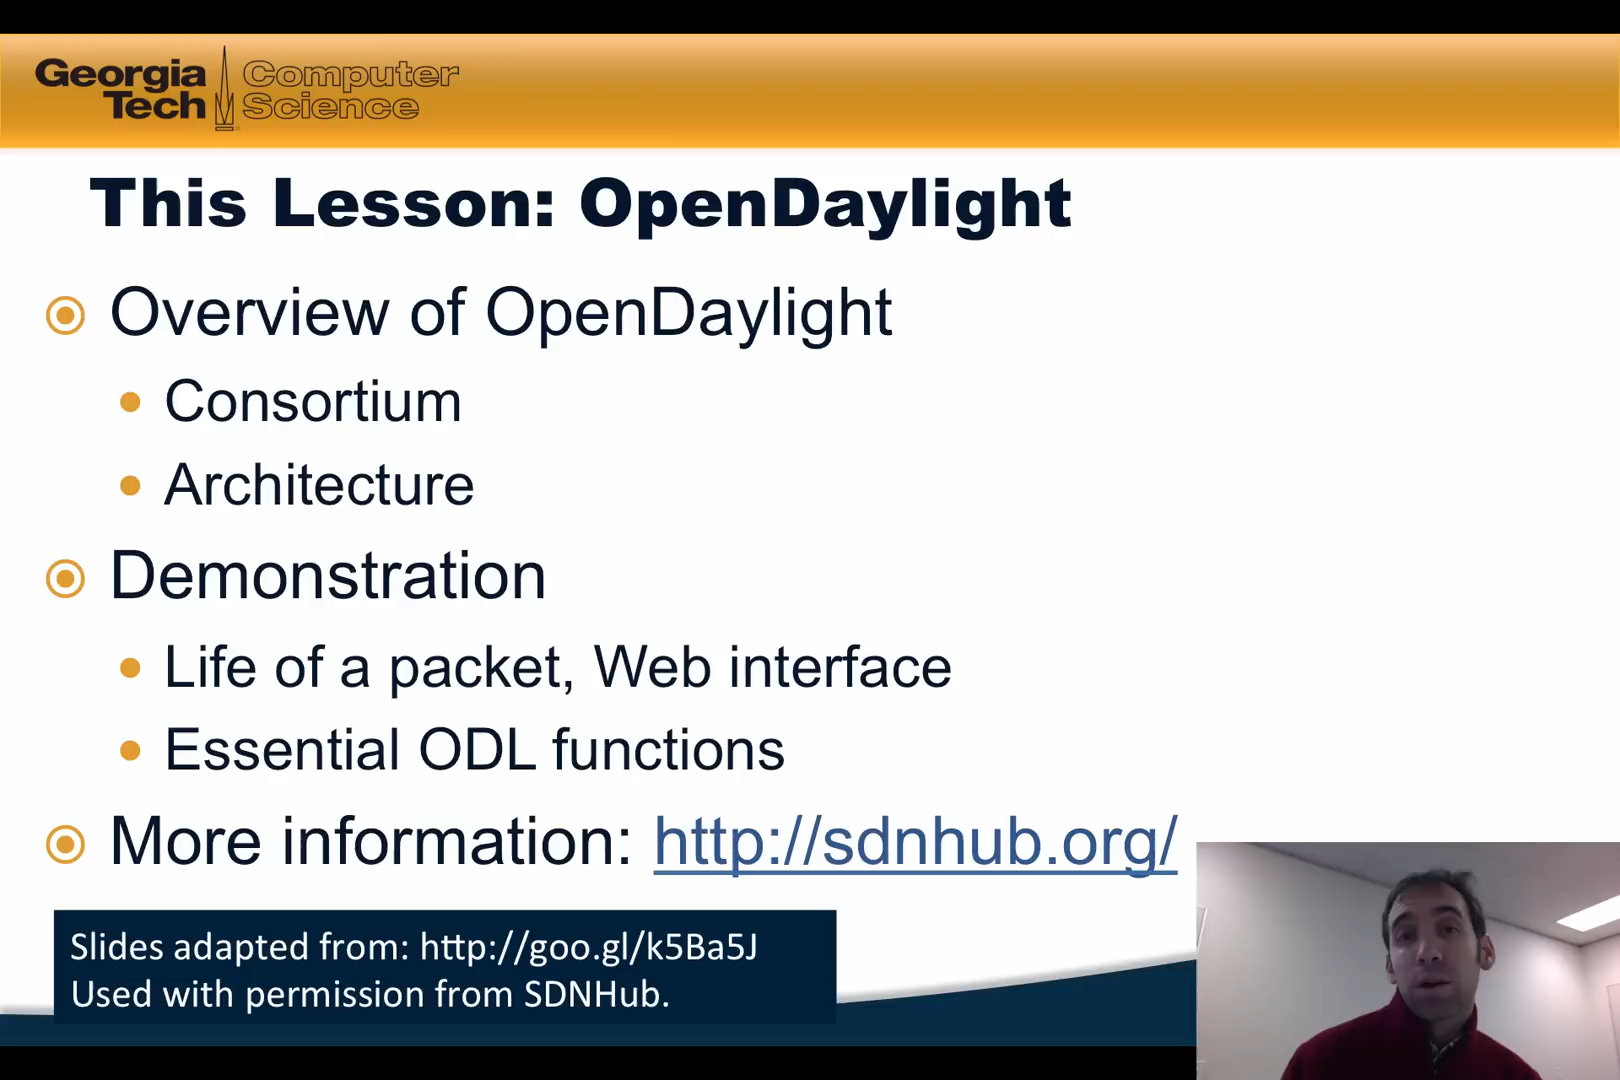 Georgia Tech
Computer Science
This Lesson: OpenDaylight
Overview of OpenDaylight
Consortium
Architecture
Demonstration
Life of a packet, Web interface
Essential ODL functions
More information: http://sdnhub.org/
Slides adapted from: http://goo.gl/k5Ba5J
Used with permission from SDNHub.